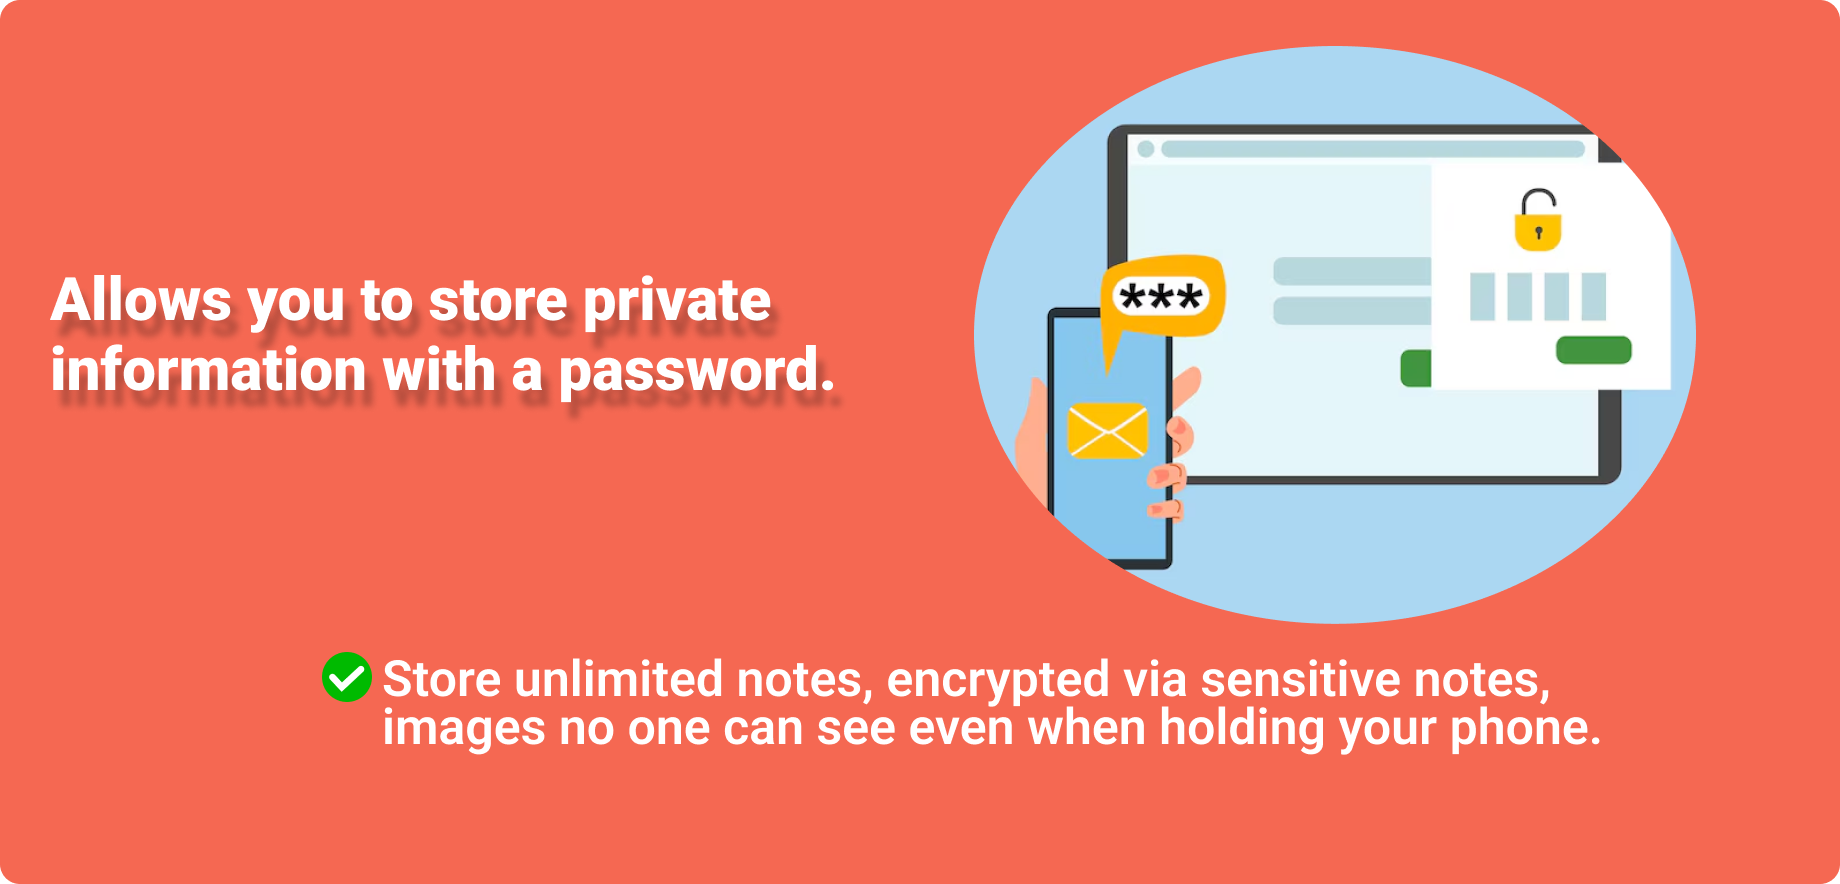 Allows you to store private
information with a password.
***
Store unlimited notes, encrypted via sensitive notes,
images no one can see even when holding your phone.